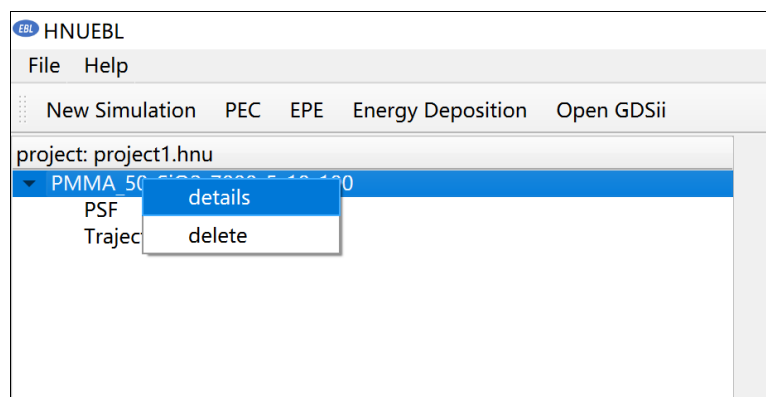 EBL HNUEBL
File Help
New Simulation PEC EPE Energy Deposition Open GDSii
project: project1.hnu
PMMA_50
details
PSF
delete